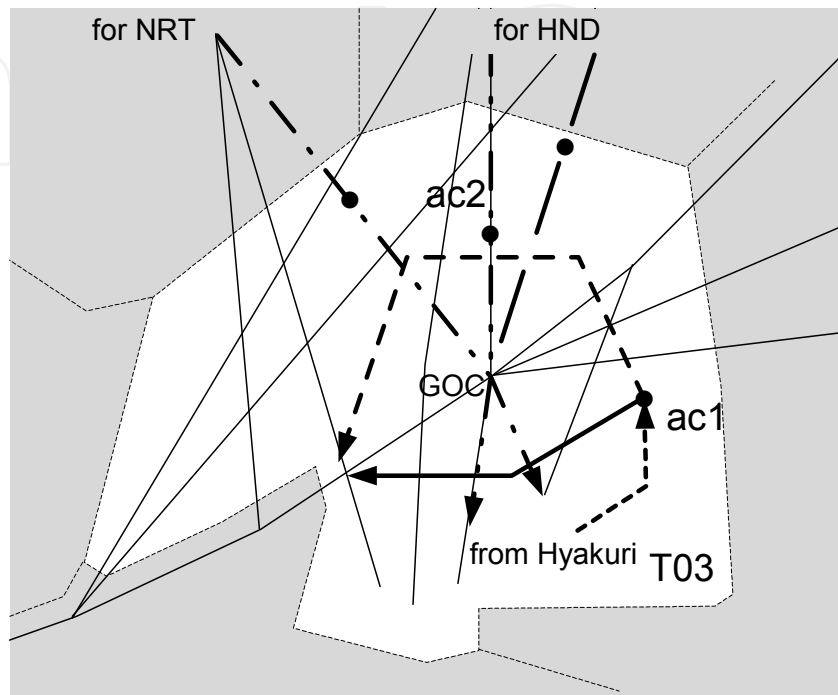 for NRT
for HND
ac2
GOC
ac1
from Hyakuri
T03